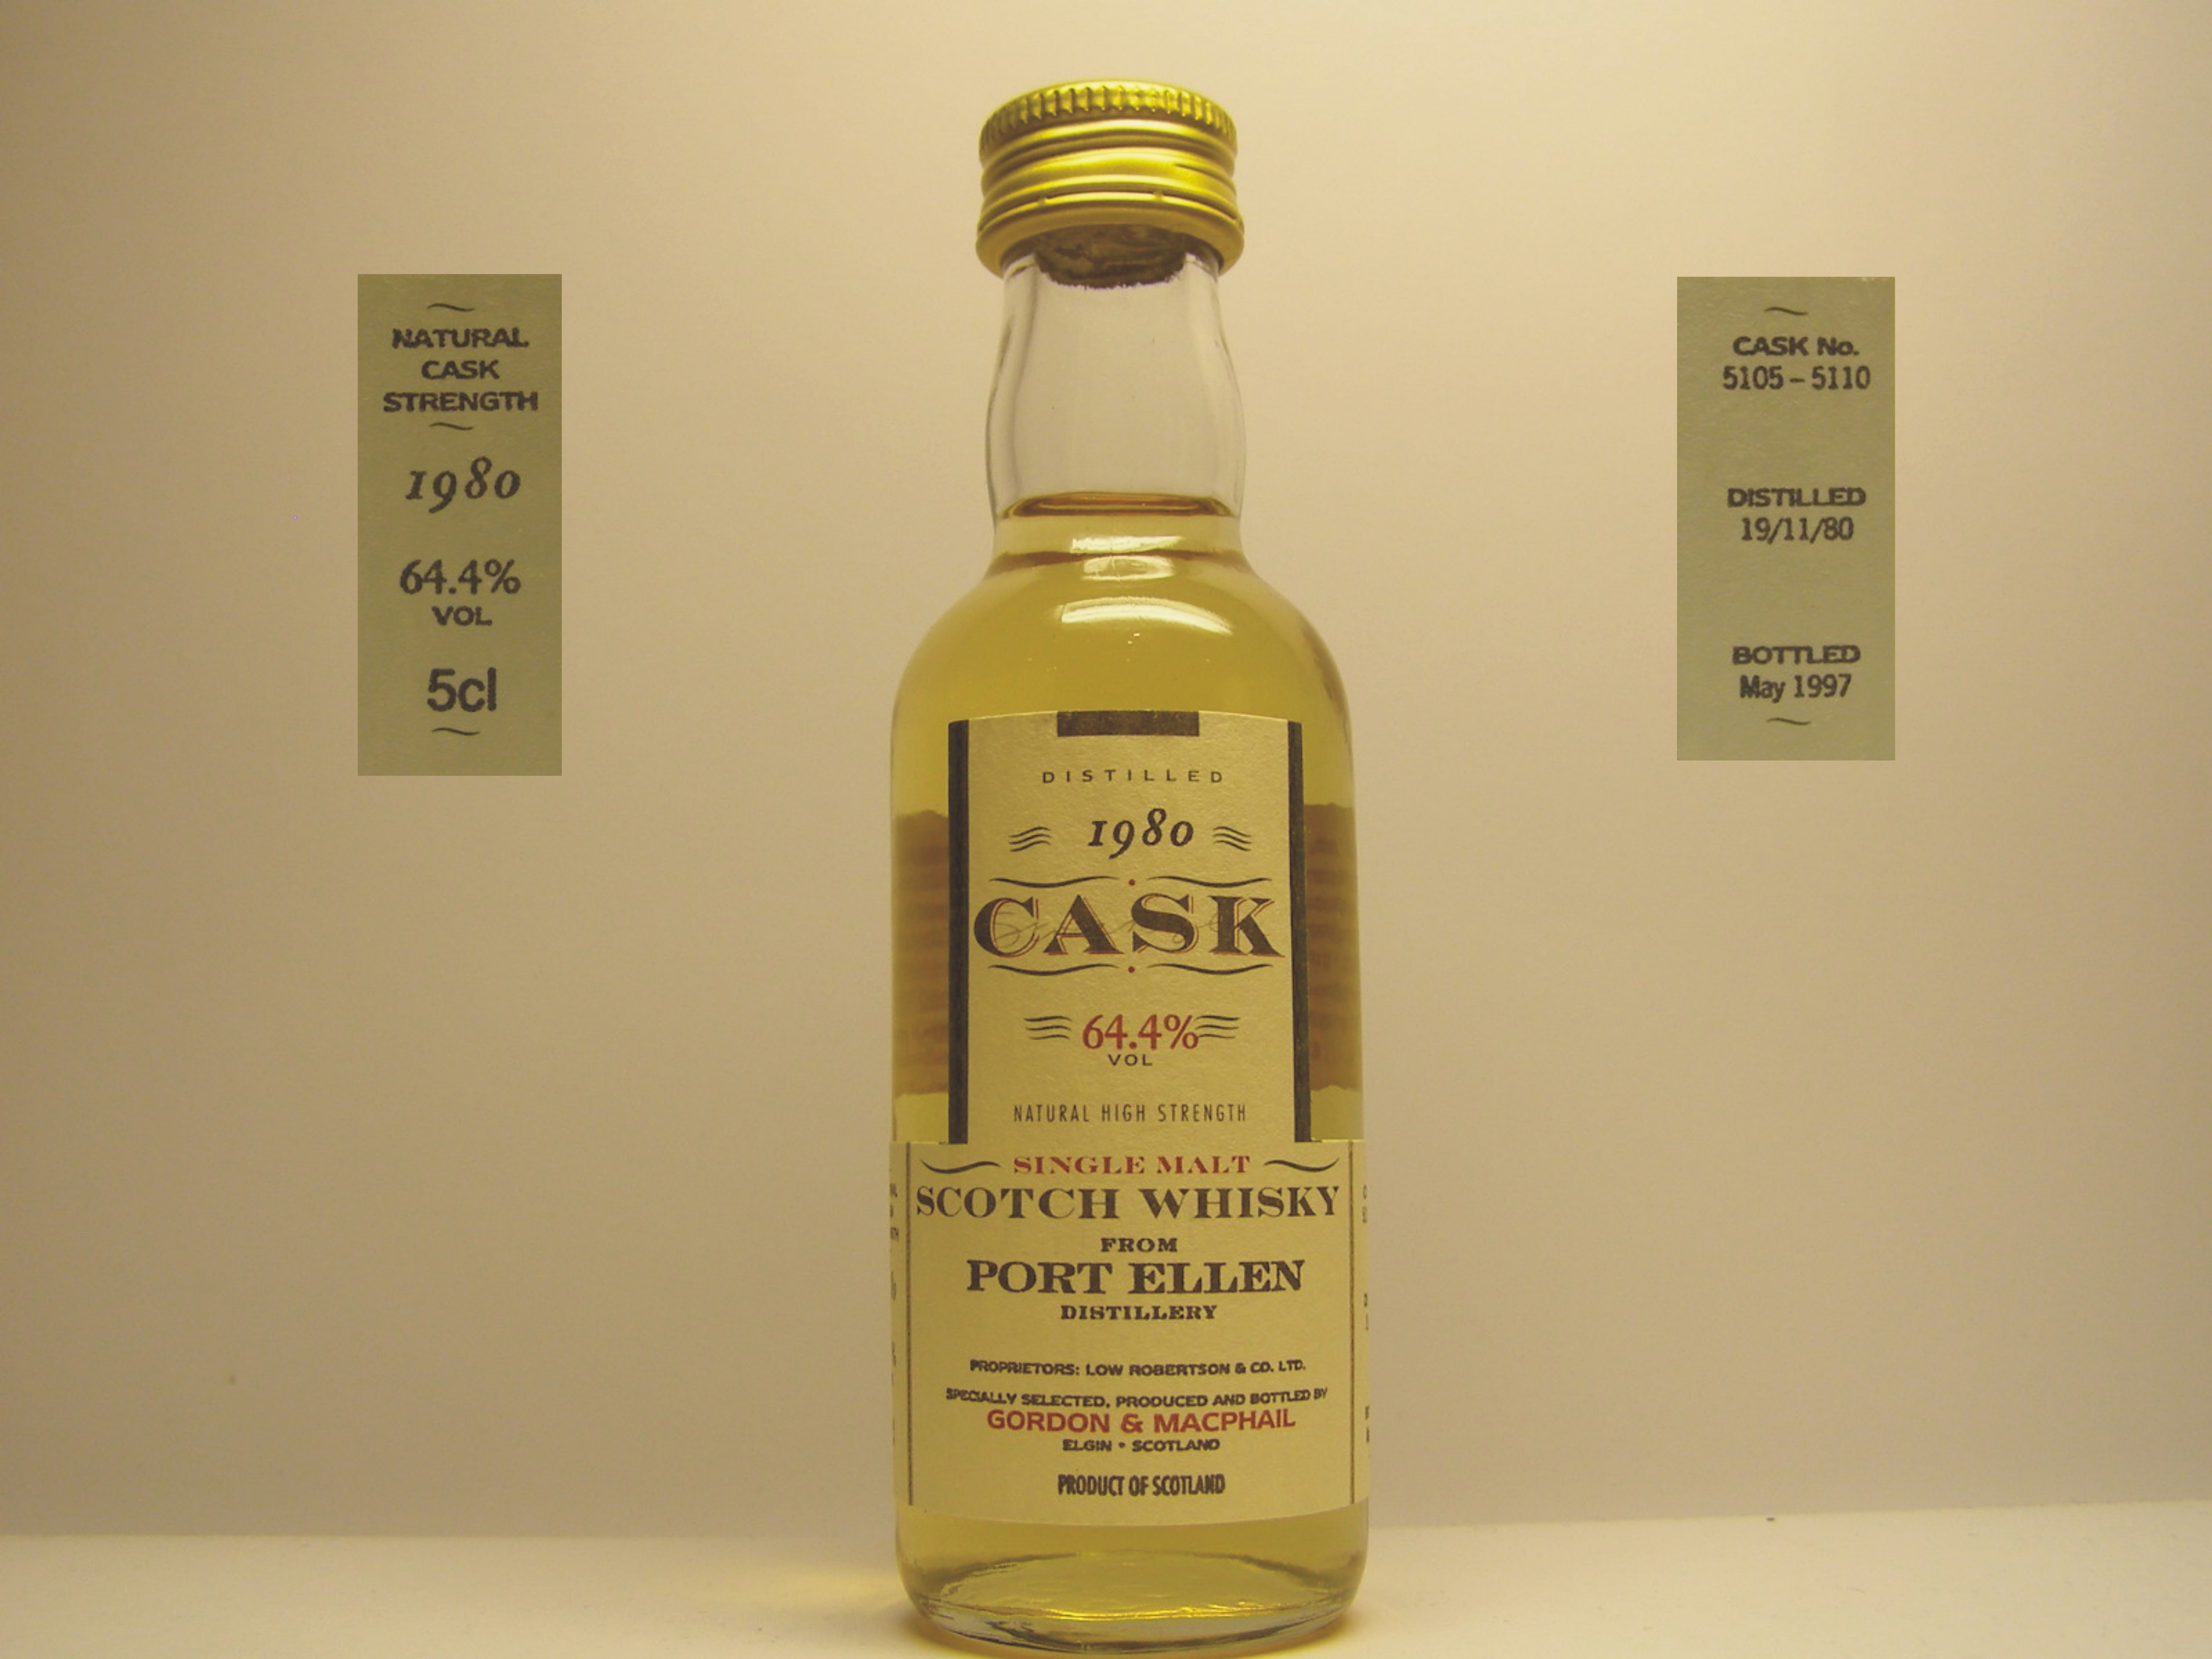 NATURAL
CASK
STRENGTH
1980
64.4%
VOL
5cl
DISTILLED
1980
CASK
64.4%
VOL
NATURAL HIGH STRENGTH
SINGLE MALT
SCOTCH WHISKY
FROM
PORT ELLEN
DISTILLERY
PROPRIETORS: LOW ROBERTSON & CO. LTD.
SPECIALLY SELECTED, PRODUCED AND BOTTLED BY
GORDON & MACPHAIL
ELGIN • SCOTLAND
PRODUCT OF SCOTLAND
CASK No.
5105 – 5110
DISTILLED
19/11/80
BOTTLED
May 1997